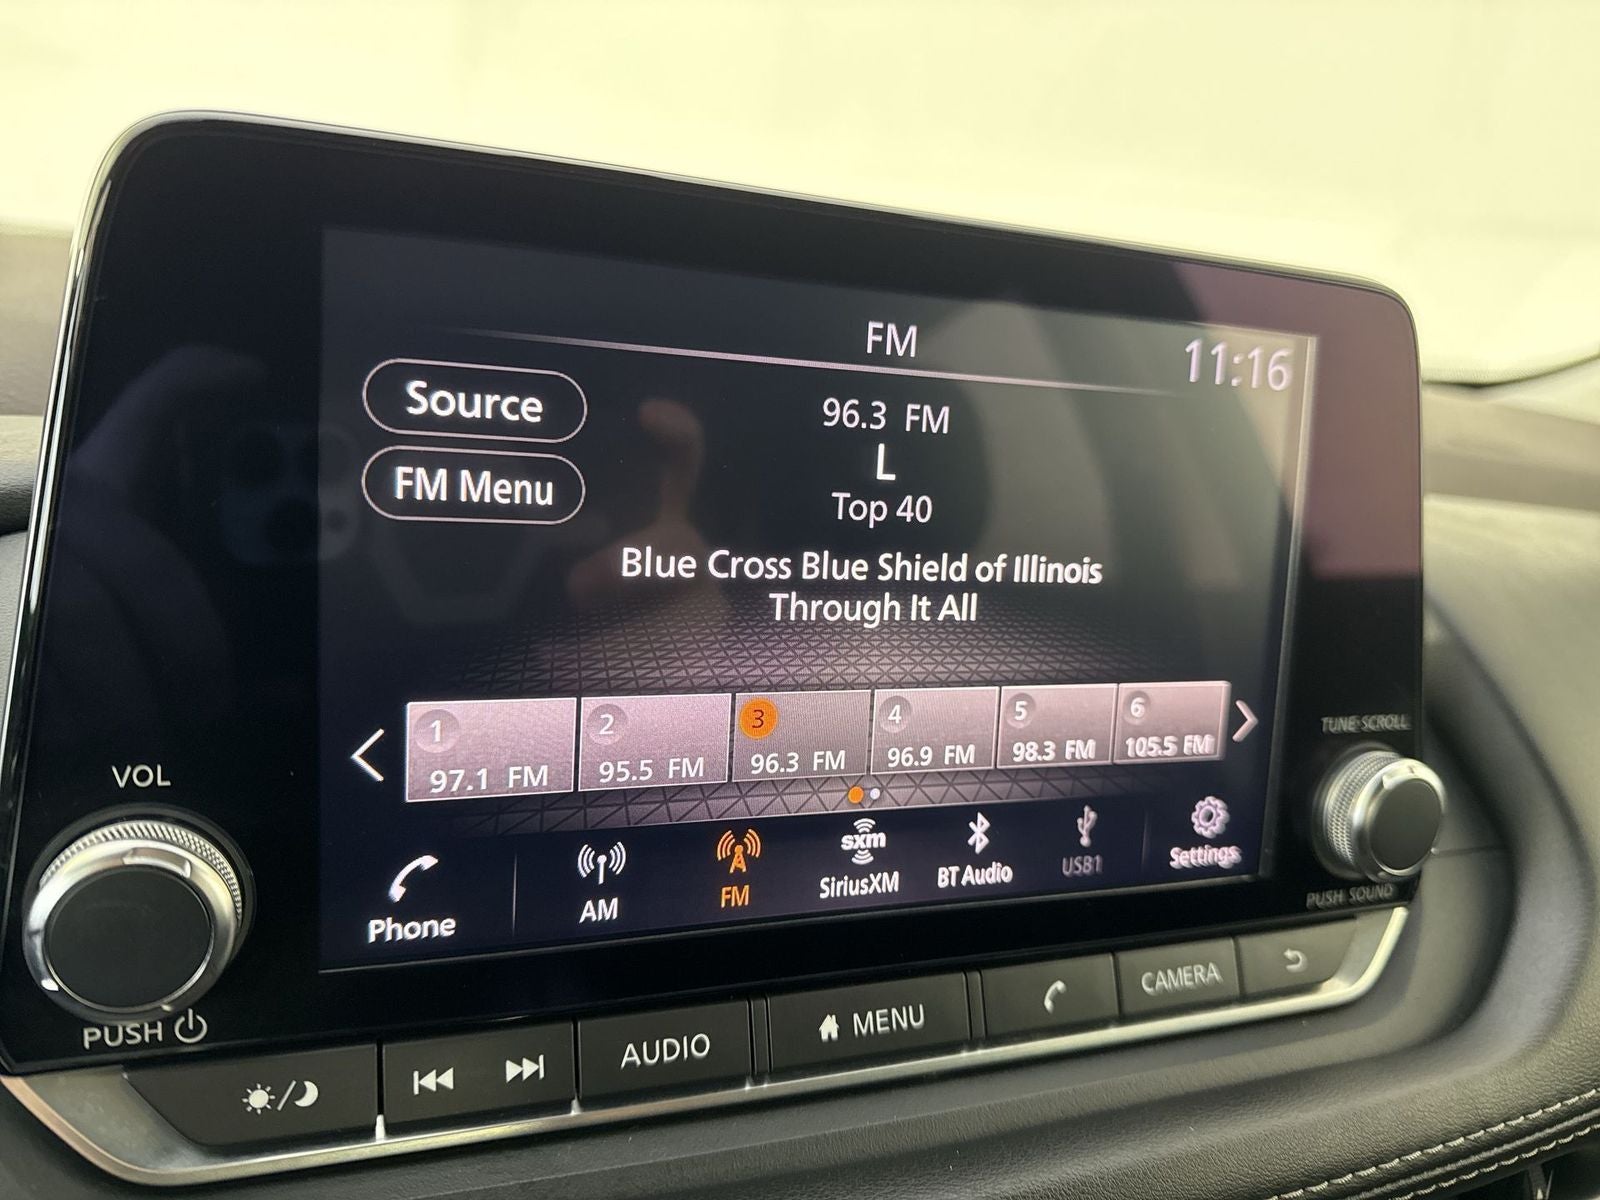 FM
11:16
Source
96.3 FM
L
FM Menu
Top 40
Blue Cross Blue Shield of Illinois
Through It All
1
97.1 FM
2
95.5 FM
3
96.3 FM
4
96.9 FM
5
98.3 FM
6
105.5 FM
Phone
AM
FM
sxm
SiriusXM
BT Audio
USB1
Settings
VOL
PUSH
TUNE·SCROLL
PUSH SOUND
AUDIO
MENU
CAMERA